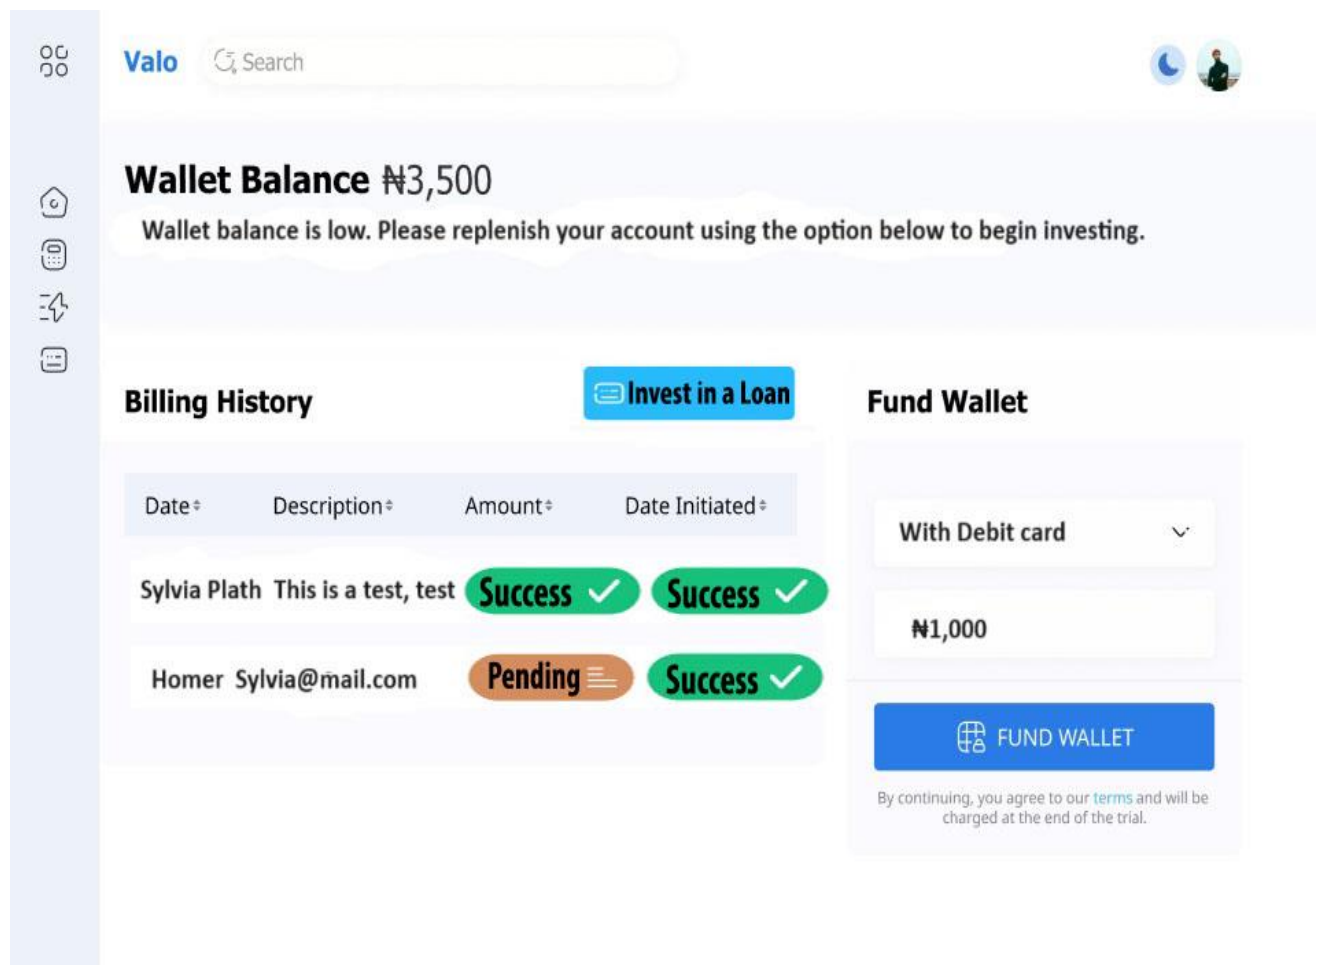 Valo Search
Wallet Balance ₦3,500
Wallet balance is low. Please replenish your account using the option below to begin investing.
Billing History
Invest in a Loan
Date Description Amount Date Initiated
Sylvia Plath This is a test, test Success Success
Homer Sylvia@mail.com Pending Success
Fund Wallet
With Debit card
₦1,000
FUND WALLET
By continuing, you agree to our terms and will be
charged at the end of the trial.